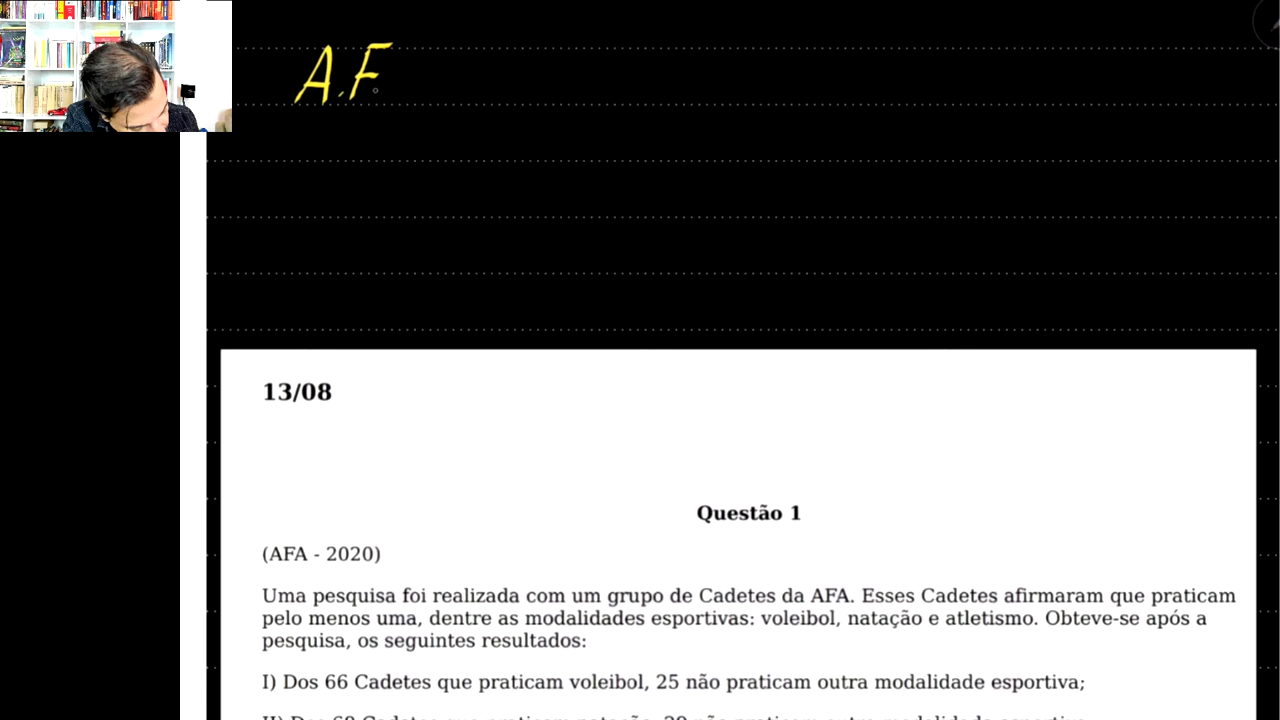 A.F
13/08
Questão 1
(AFA - 2020)
Uma pesquisa foi realizada com um grupo de Cadetes da AFA. Esses Cadetes afirmaram que praticam
pelo menos uma, dentre as modalidades esportivas: voleibol, natação e atletismo. Obteve-se após a
pesquisa, os seguintes resultados:
I) Dos 66 Cadetes que praticam voleibol, 25 não praticam outra modalidade esportiva;